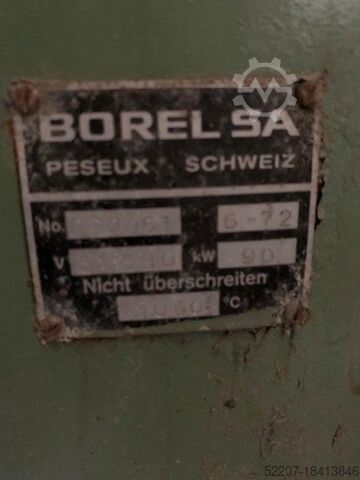 BOREL SA
PESEUX SCHWEIZ
No. 6-72
V kW 90
Nicht überschreiten
°C
52207-18413846